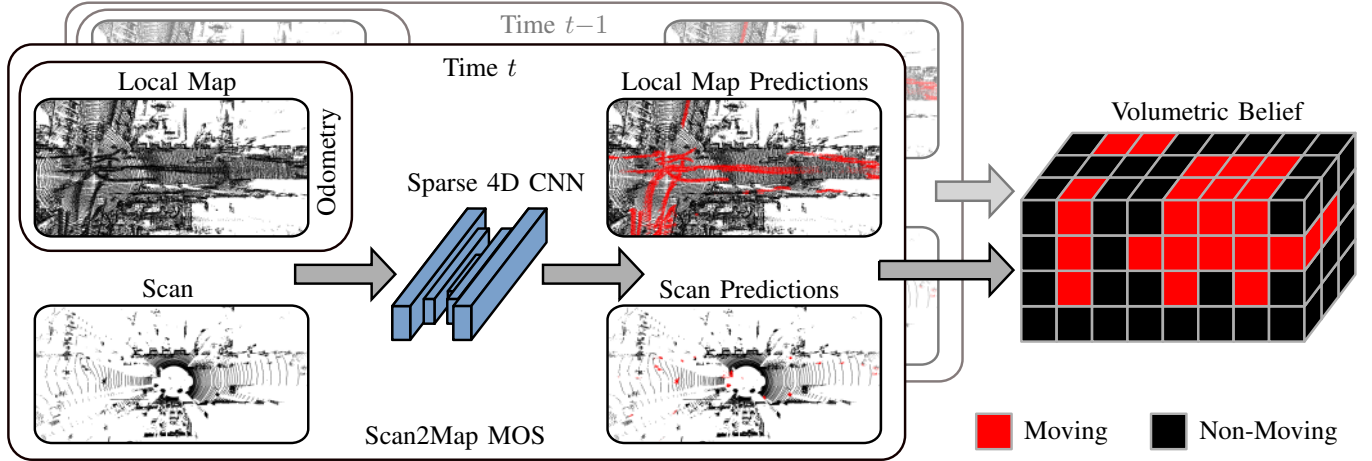 Time t−1
Time t
Local Map
Odometry
Local Map Predictions
Sparse 4D CNN
Volumetric Belief
Scan
Scan Predictions
Scan2Map MOS
Moving
Non-Moving